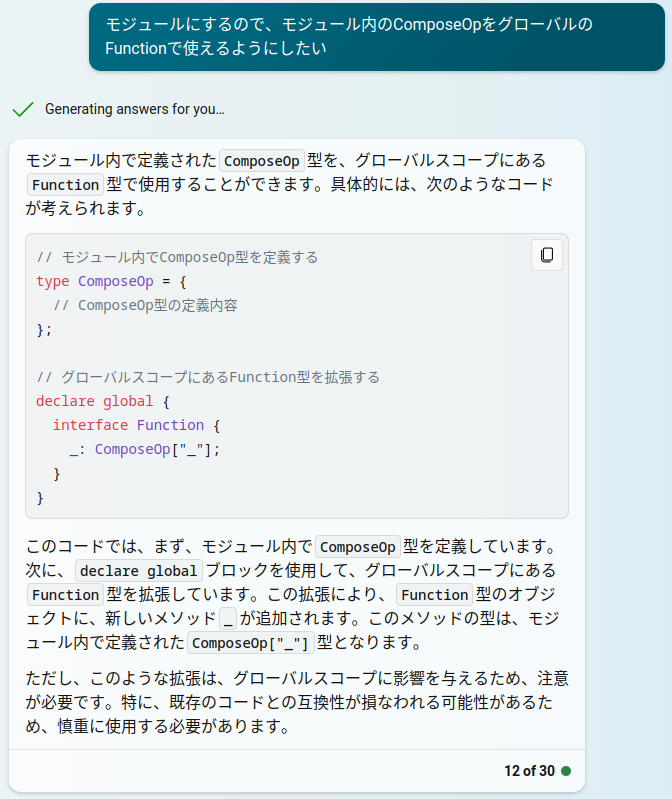 モジュールにするので、モジュール内のComposeOpをグローバルの
Functionで使えるようにしたい
Generating answers for you…
モジュール内で定義された ComposeOp 型を、グローバルスコープにある
Function 型で使用することができます。具体的には、次のようなコード
が考えられます。
// モジュール内でComposeOp型を定義する
type ComposeOp = {
  // ComposeOp型の定義内容
};
// グローバルスコープにあるFunction型を拡張する
declare global {
  interface Function {
    _: ComposeOp["_"];
  }
}
このコードでは、まず、モジュール内で ComposeOp 型を定義しています。
次に、 declare global ブロックを使用して、グローバルスコープにある
Function 型を拡張しています。この拡張により、 Function 型のオブジ
ェクトに、新しいメソッド _ が追加されます。このメソッドの型は、モジ
ュール内で定義された ComposeOp["_"] 型となります。
ただし、このような拡張は、グローバルスコープに影響を与えるため、注意
が必要です。特に、既存のコードとの互換性が損なわれる可能性があるた
め、慎重に使用する必要があります。
12 of 30